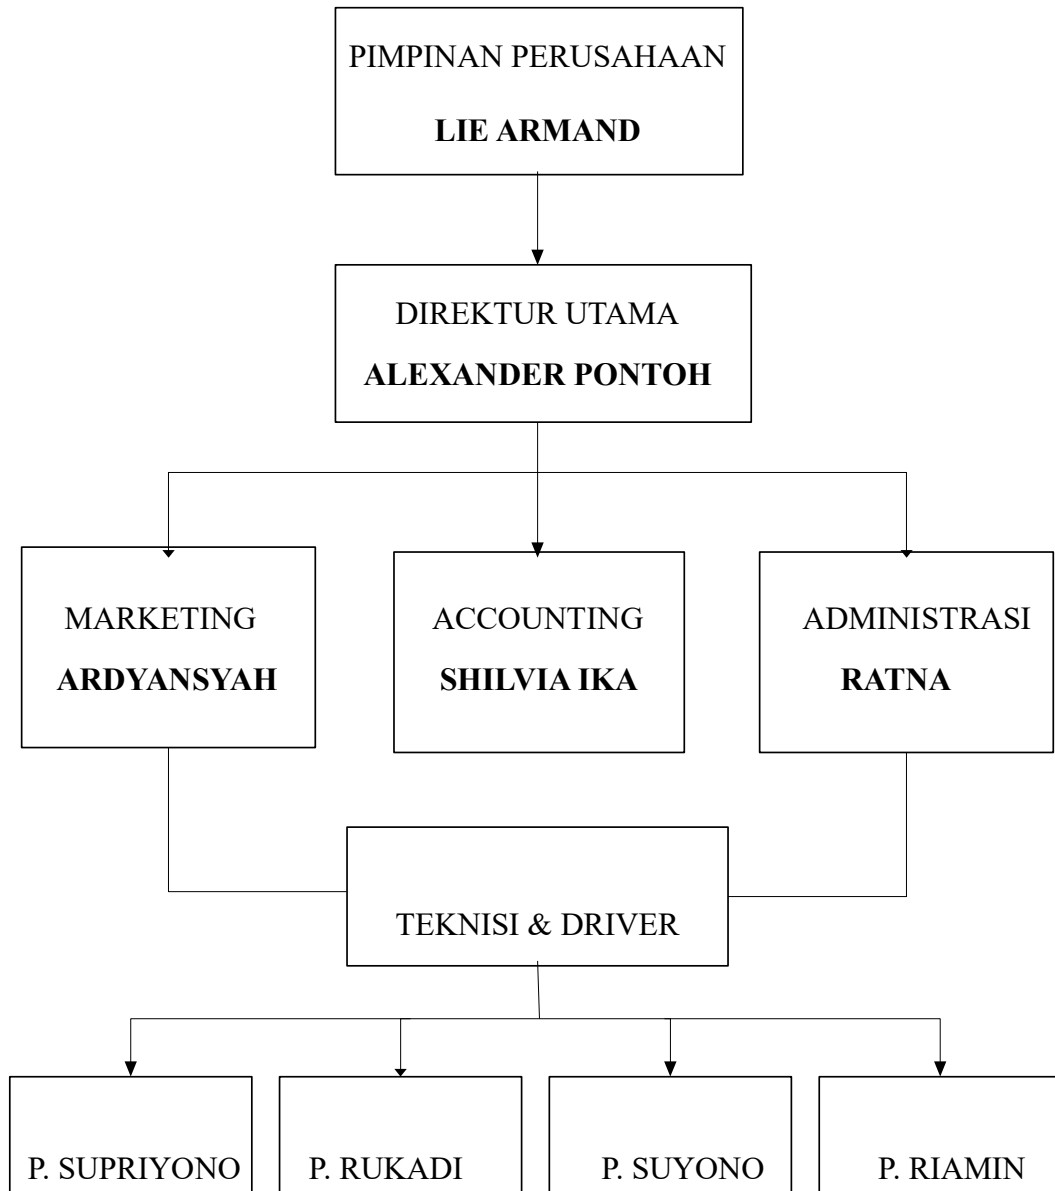 PIMPINAN PERUSAHAAN
LIE ARMAND
DIREKTUR UTAMA
ALEXANDER PONTOH
MARKETING
ARDYANSYAH
ACCOUNTING
SHILVIA IKA
ADMINISTRASI
RATNA
TEKNISI & DRIVER
P. SUPRIYONO
P. RUKADI
P. SUYONO
P. RIAMIN